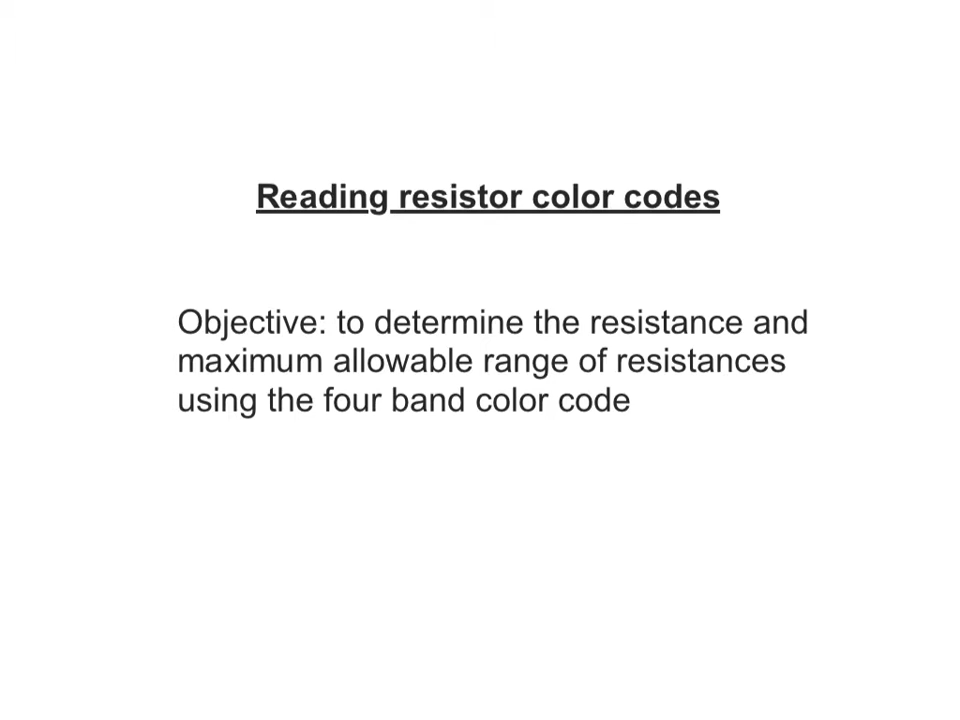 Reading resistor color codes
Objective: to determine the resistance and
maximum allowable range of resistances
using the four band color code